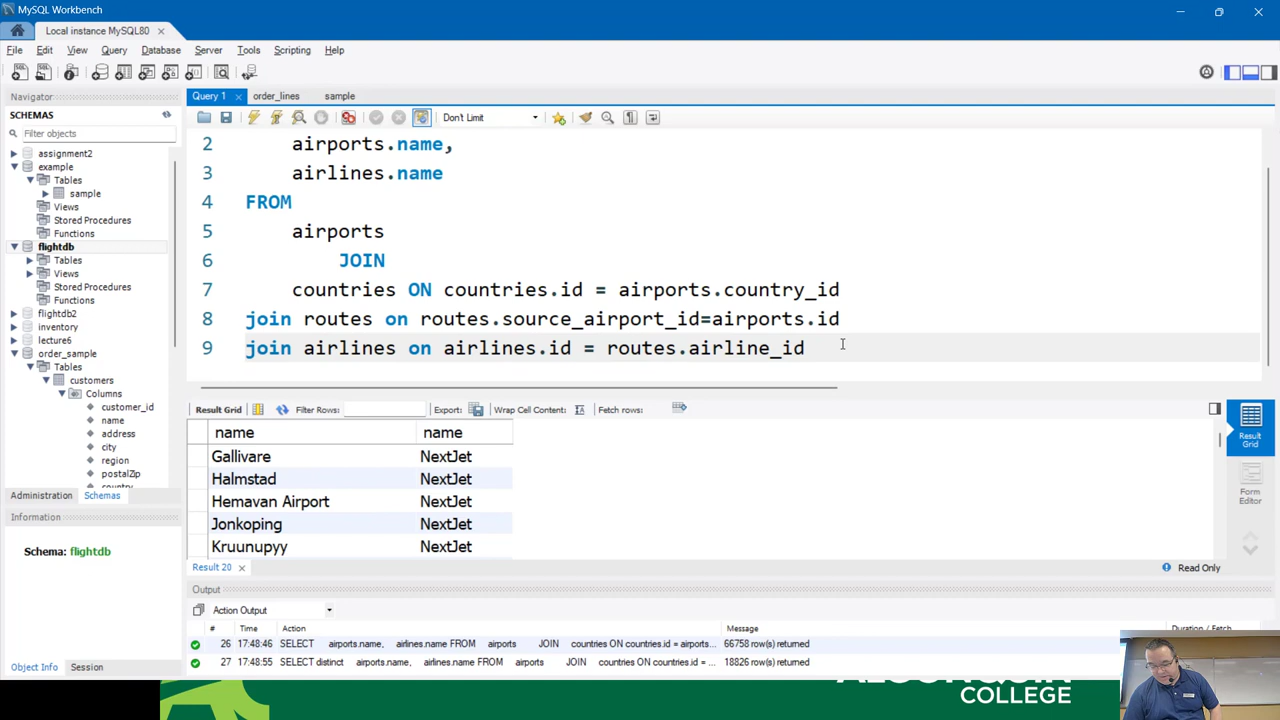 MySQL Workbench
Local instance MySQL80
File Edit View Query Database Server Tools Scripting Help
Navigator
SCHEMAS
Filter objects
assignment2
example
Tables
sample
Views
Stored Procedures
Functions
flightdb
Tables
Views
Stored Procedures
Functions
flightdb2
inventory
lecture6
order_sample
Tables
customers
Columns
customer_id
name
address
city
region
postalZip
country
Administration Schemas
Information
Schema: flightdb
Object Info Session
Query 1 order_lines sample
Don't Limit
2 airports.name,
3 airlines.name
4 FROM
5 airports
6 JOIN
7 countries ON countries.id = airports.country_id
8 join routes on routes.source_airport_id=airports.id
9 join airlines on airlines.id = routes.airline_id
Result Grid Filter Rows: Export: Wrap Cell Content: Fetch rows:
name name
Gallivare NextJet
Halmstad NextJet
Hemavan Airport NextJet
Jonkoping NextJet
Kruunupyy NextJet
Result Grid
Form Editor
Result 20
Read Only
Output
Action Output
# Time Action Message Duration / Fetch
26 17:48:46 SELECT airports.name, airlines.name FROM airports JOIN countries ON countries.id = airports... 66758 row(s) returned
27 17:48:55 SELECT distinct airports.name, airlines.name FROM airports JOIN countries ON countries.id = ... 18826 row(s) returned
ALGONQUIN
COLLEGE